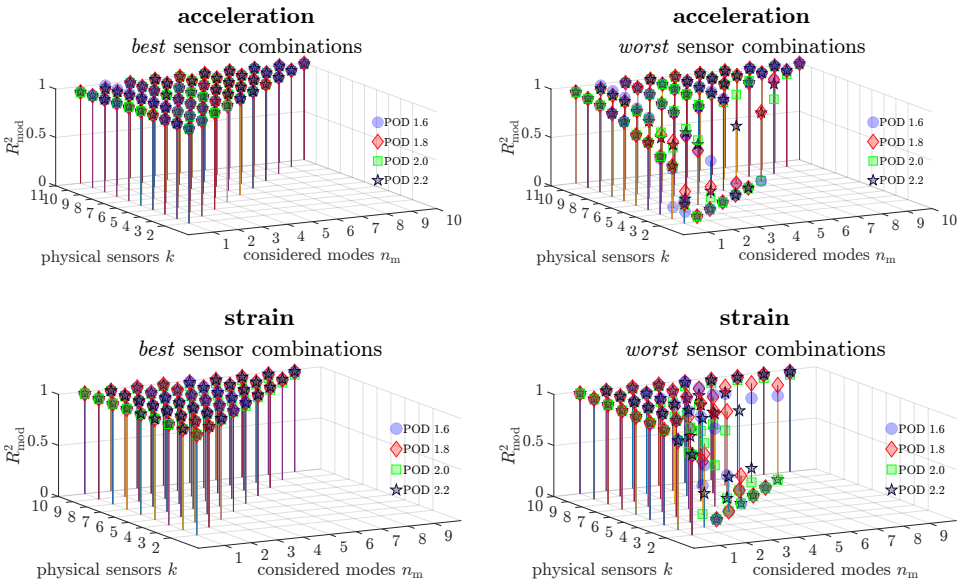 acceleration
best sensor combinations
R²mod
1
0.5
0
11
10
9
8
7
6
5
4
3
2
physical sensors k
1
2
3
4
5
6
7
8
9
10
considered modes nm
POD 1.6
POD 1.8
POD 2.0
POD 2.2
acceleration
worst sensor combinations
R²mod
1
0.5
0
11
10
9
8
7
6
5
4
3
2
physical sensors k
1
2
3
4
5
6
7
8
9
10
considered modes nm
POD 1.6
POD 1.8
POD 2.0
POD 2.2
strain
best sensor combinations
R²mod
1
0.5
0
10
9
8
7
6
5
4
3
2
physical sensors k
1
2
3
4
5
6
7
8
9
considered modes nm
POD 1.6
POD 1.8
POD 2.0
POD 2.2
strain
worst sensor combinations
R²mod
1
0.5
0
10
9
8
7
6
5
4
3
2
physical sensors k
1
2
3
4
5
6
7
8
9
considered modes nm
POD 1.6
POD 1.8
POD 2.0
POD 2.2